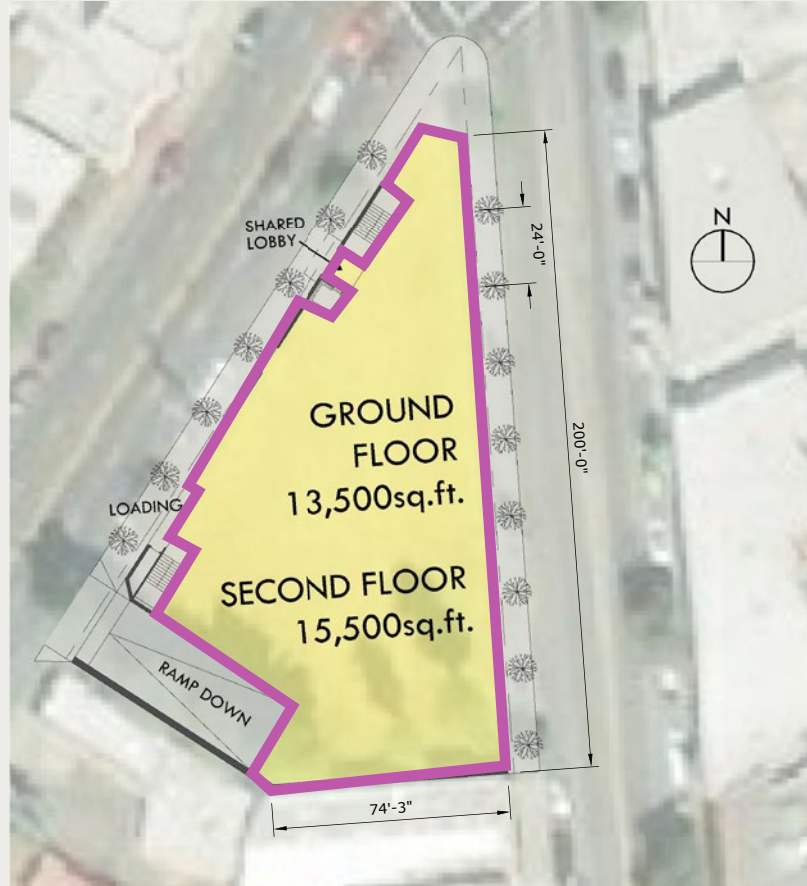 N
SHARED
LOBBY
24'-0"
GROUND
FLOOR
13,500sq.ft.
200'-0"
LOADING
SECOND FLOOR
15,500sq.ft.
RAMP DOWN
74'-3"